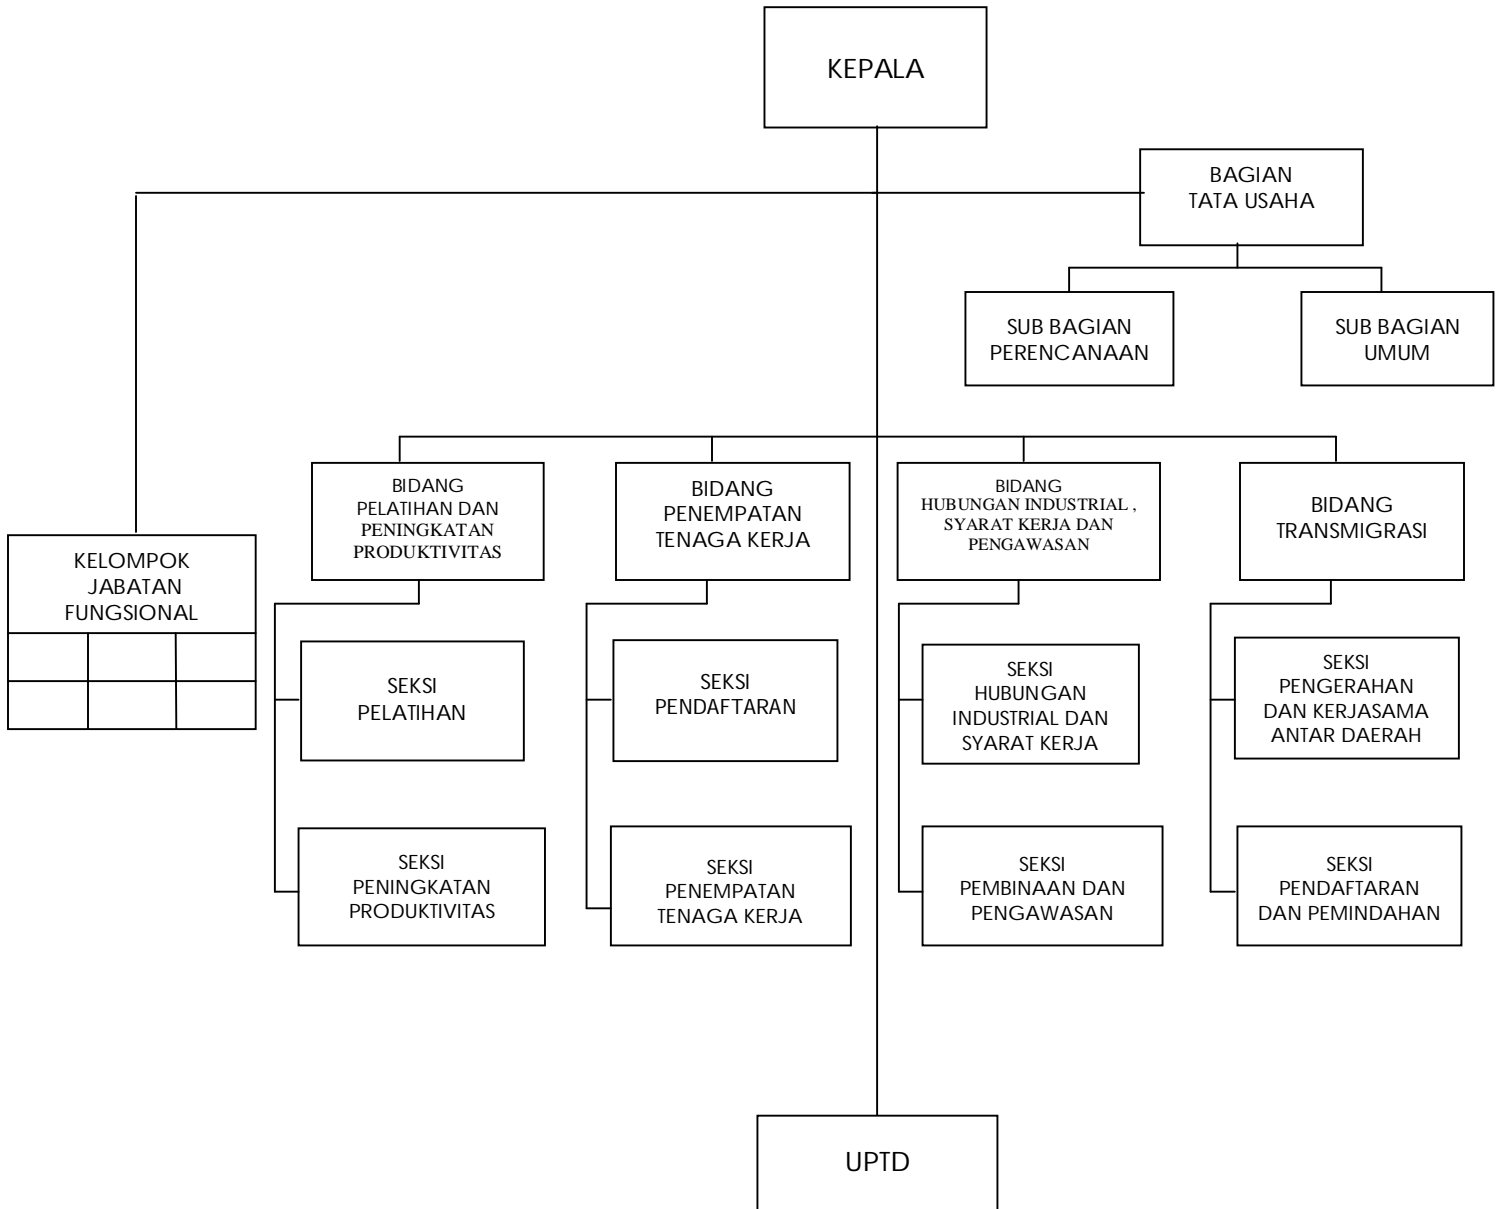 KEPALA
BAGIAN
TATA USAHA
SUB BAGIAN
PERENCANAAN
SUB BAGIAN
UMUM
KELOMPOK
JABATAN
FUNGSIONAL
BIDANG
PELATIHAN DAN
PENINGKATAN
PRODUKTIVITAS
BIDANG
PENEMPATAN
TENAGA KERJA
BIDANG
HUBUNGAN INDUSTRIAL ,
SYARAT KERJA DAN
PENGAWASAN
BIDANG
TRANSMIGRASI
SEKSI
PELATIHAN
SEKSI
PENDAFTARAN
SEKSI
HUBUNGAN
INDUSTRIAL DAN
SYARAT KERJA
SEKSI
PENGERAHAN
DAN KERJASAMA
ANTAR DAERAH
SEKSI
PENINGKATAN
PRODUKTIVITAS
SEKSI
PENEMPATAN
TENAGA KERJA
SEKSI
PEMBINAAN DAN
PENGAWASAN
SEKSI
PENDAFTARAN
DAN PEMINDAHAN
UPTD